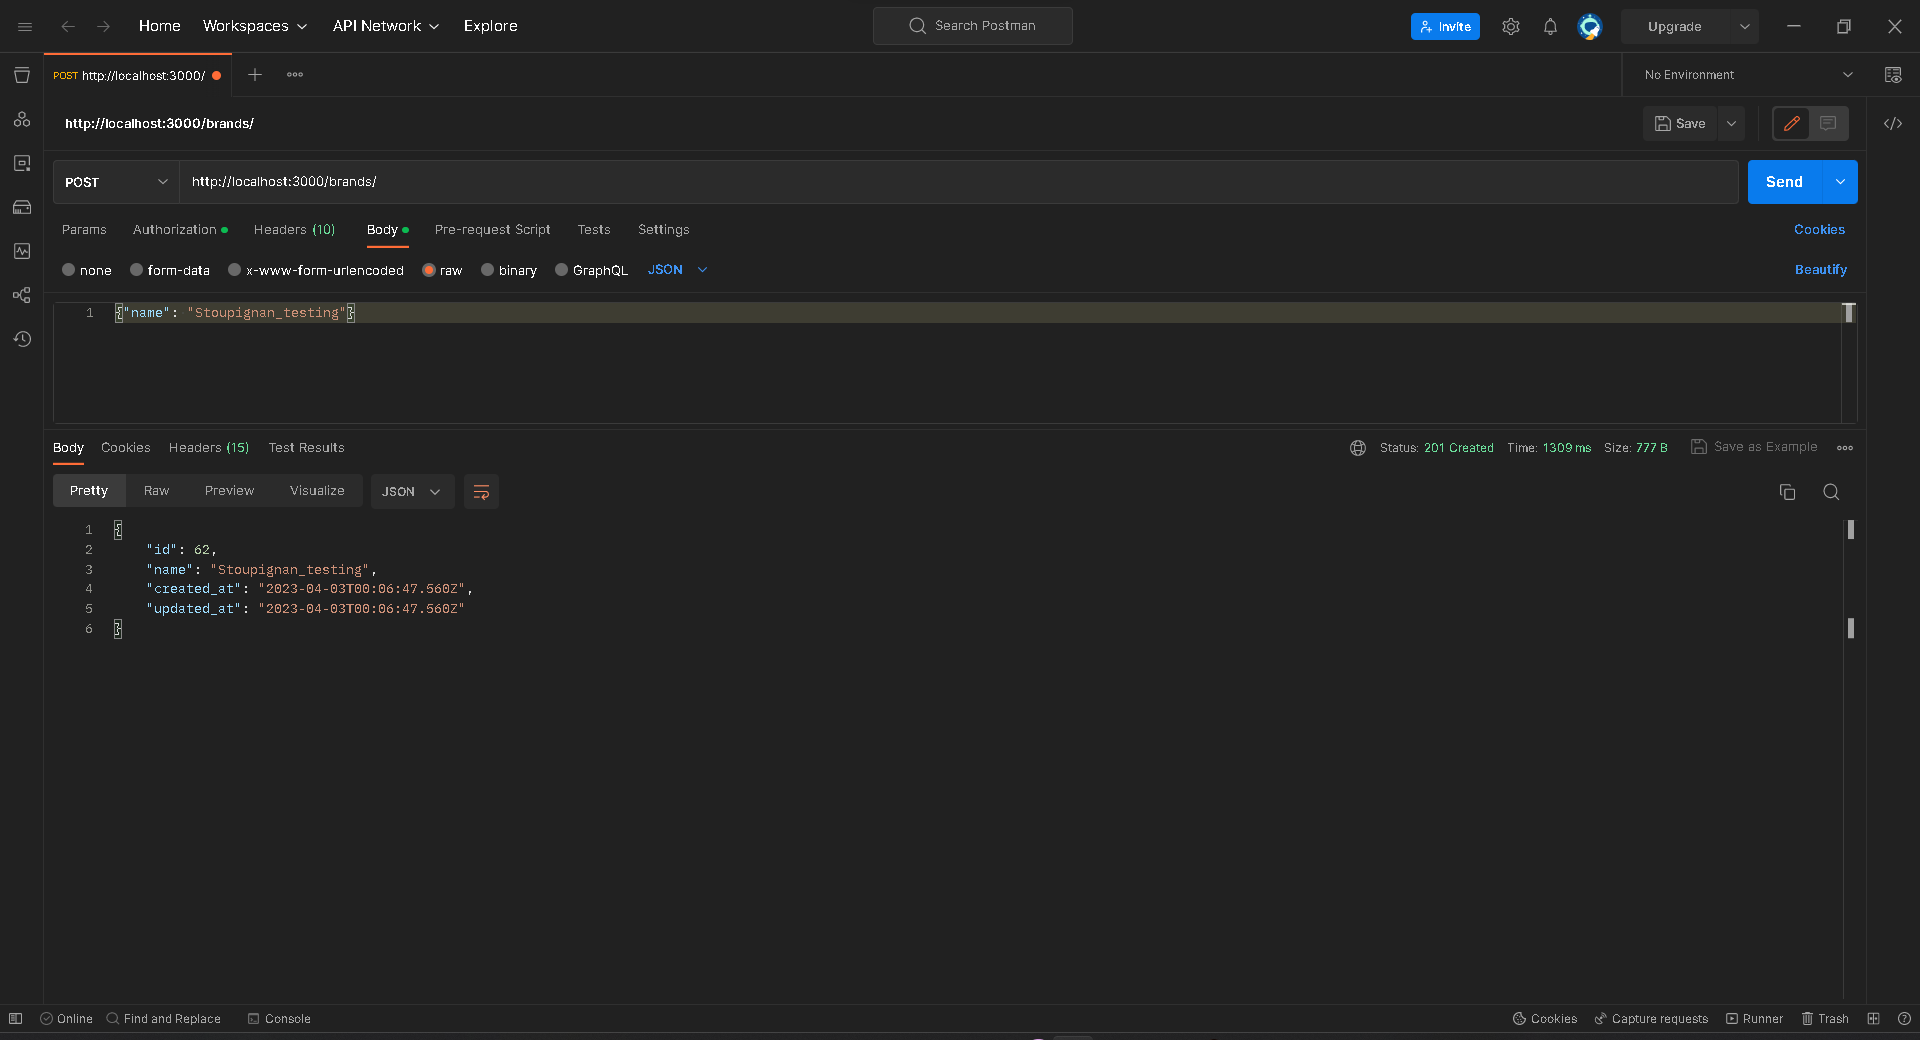 Home Workspaces API Network Explore Search Postman Invite Upgrade
POST http://localhost:3000/ No Environment
http://localhost:3000/brands/ Save
POST http://localhost:3000/brands/ Send
Params Authorization Headers (10) Body Pre-request Script Tests Settings Cookies
none form-data x-www-form-urlencoded raw binary GraphQL JSON Beautify
1 {"name": "Stoupignan_testing"}
Body Cookies Headers (15) Test Results Status: 201 Created Time: 1309 ms Size: 777 B Save as Example
Pretty Raw Preview Visualize JSON
1 {
2 "id": 62,
3 "name": "Stoupignan_testing",
4 "created_at": "2023-04-03T00:06:47.560Z",
5 "updated_at": "2023-04-03T00:06:47.560Z"
6 }
Online Find and Replace Console Cookies Capture requests Runner Trash